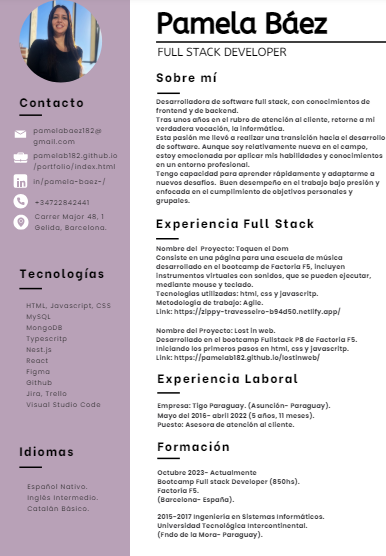 Pamela Báez
FULL STACK DEVELOPER
Contacto
pamelabaez182@
gmail.com
pamelab182.github.io
/portfolio/index.html
in/pamela-baez-/
+34722842441
Carrer Major 48, 1
Gelida, Barcelona.
Tecnologías
HTML, Javascript, CSS
MySQL
MongoDB
Typescritp
Nest.js
React
Figma
Github
Jira, Trello
Visual Studio Code
Idiomas
Español Nativo.
Inglés Intermedio.
Catalán Básico.
Sobre mí
Desarrolladora de software full stack, con conocimientos de
frontend y de backend.
Tras unos años en el rubro de atención al cliente, retorne a mi
verdadera vocación, la informática.
Esta pasión me llevó a realizar una transición hacia el desarrollo
de software. Aunque soy relativamente nueva en el campo,
estoy emocionada por aplicar mis habilidades y conocimientos
en un entorno profesional.
Tengo capacidad para aprender rápidamente y adaptarme a
nuevos desafíos. Buen desempeño en el trabajo bajo presión y
enfocada en el cumplimiento de objetivos personales y
grupales.
Experiencia Full Stack
Nombre del Proyecto: Toquen el Dom
Consiste en una página para una escuela de música
desarrollado en el bootcamp de Factoria F5, Incluyen
instrumentos virtuales con sonidos, que se pueden ejecutar,
mediante mouse y teclado.
Tecnologías utilizadas: html, css y javascritp.
Metodología de trabajo: Agile.
Link: https://zippy-travesseiro-b94d50.netlify.app/
Nombre del Proyecto: Lost in web.
Desarrollado en el bootcamp Fullstack P8 de Factoria F5.
Iniciando los primeros pasos en html, css y javascritp.
Link: https://pamelab182.github.io/lostinweb/
Experiencia Laboral
Empresa: Tigo Paraguay. (Asunción- Paraguay).
Mayo del 2016- abril 2022 (5 años, 11 meses).
Puesto: Asesora de atención al cliente.
Formación
Octubre 2023- Actualmente
Bootcamp Full stack Developer (850hs).
Factoria F5.
(Barcelona- España).
2015-2017 Ingeniería en Sistemas Informáticos.
Universidad Tecnológica Intercontinental.
(Fndo de la Mora- Paraguay).